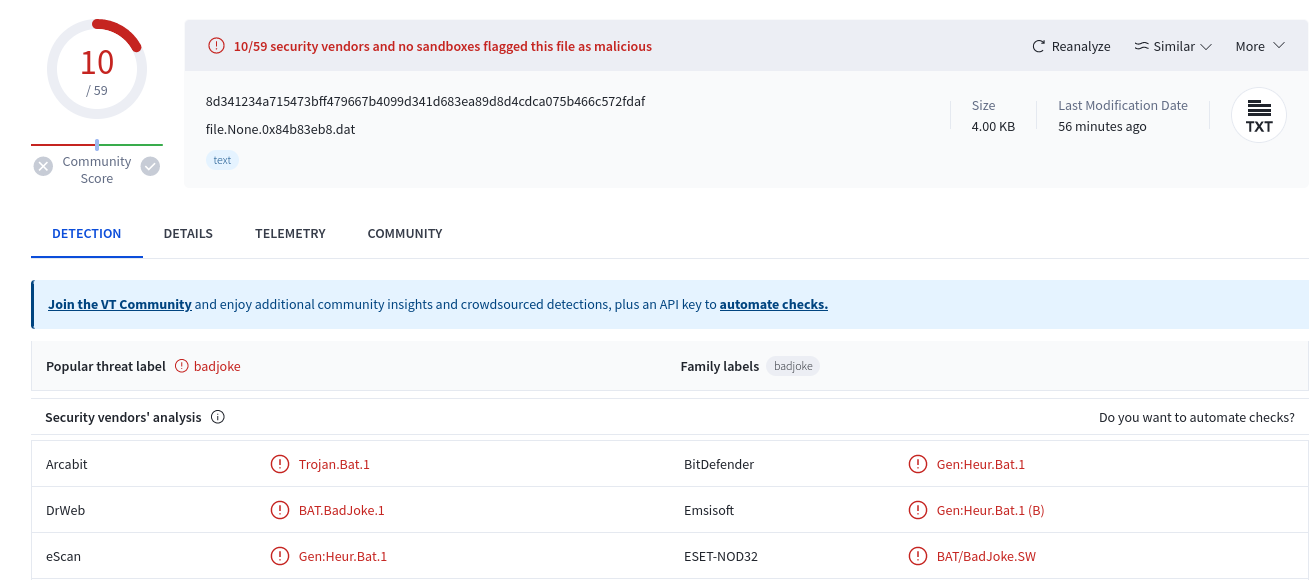 10
/ 59
Community
Score
10/59 security vendors and no sandboxes flagged this file as malicious
Reanalyze
Similar
More
8d341234a715473bff479667b4099d341d683ea89d8d4cdca075b466c572fdaf
file.None.0x84b83eb8.dat
text
Size
4.00 KB
Last Modification Date
56 minutes ago
TXT
DETECTION DETAILS TELEMETRY COMMUNITY
Join the VT Community and enjoy additional community insights and crowdsourced detections, plus an API key to automate checks.
Popular threat label badjoke Family labels badjoke
Security vendors' analysis Do you want to automate checks?
Arcabit Trojan.Bat.1 BitDefender Gen:Heur.Bat.1
DrWeb BAT.BadJoke.1 Emsisoft Gen:Heur.Bat.1 (B)
eScan Gen:Heur.Bat.1 ESET-NOD32 BAT/BadJoke.SW